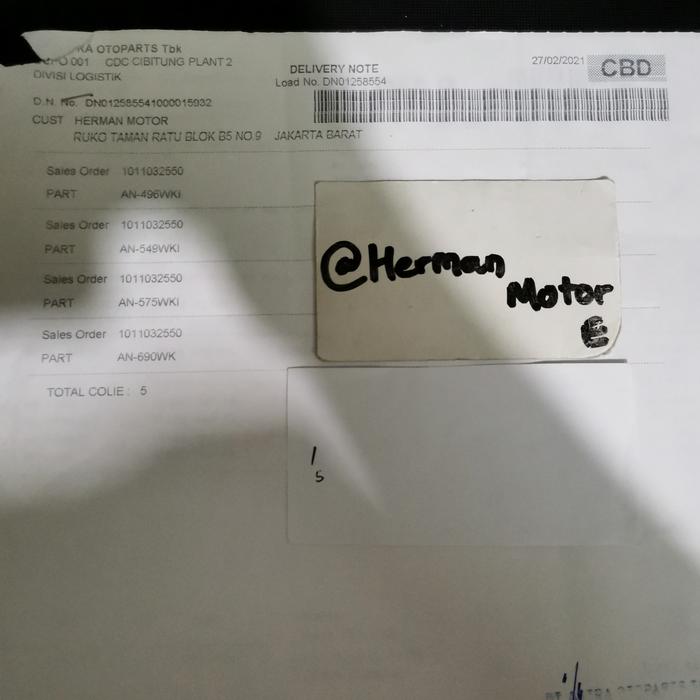 RA OTOPARTS Tbk
001 CDC CIBITUNG PLANT 2
DIVISI LOGISTIK
DELIVERY NOTE
Load No. DN01258554
27/02/2021
CBD
D.N. No. DN012585541000015932
CUST HERMAN MOTOR
RUKO TAMAN RATU BLOK B5 NO.9 JAKARTA BARAT
Sales Order 1011032550
PART AN-496WKI
Sales Order 1011032550
PART AN-549WKI
Sales Order 1011032550
PART AN-575WKI
Sales Order 1011032550
PART AN-690WK
TOTAL COLIE : 5
@Herman
Motor
E
/
5